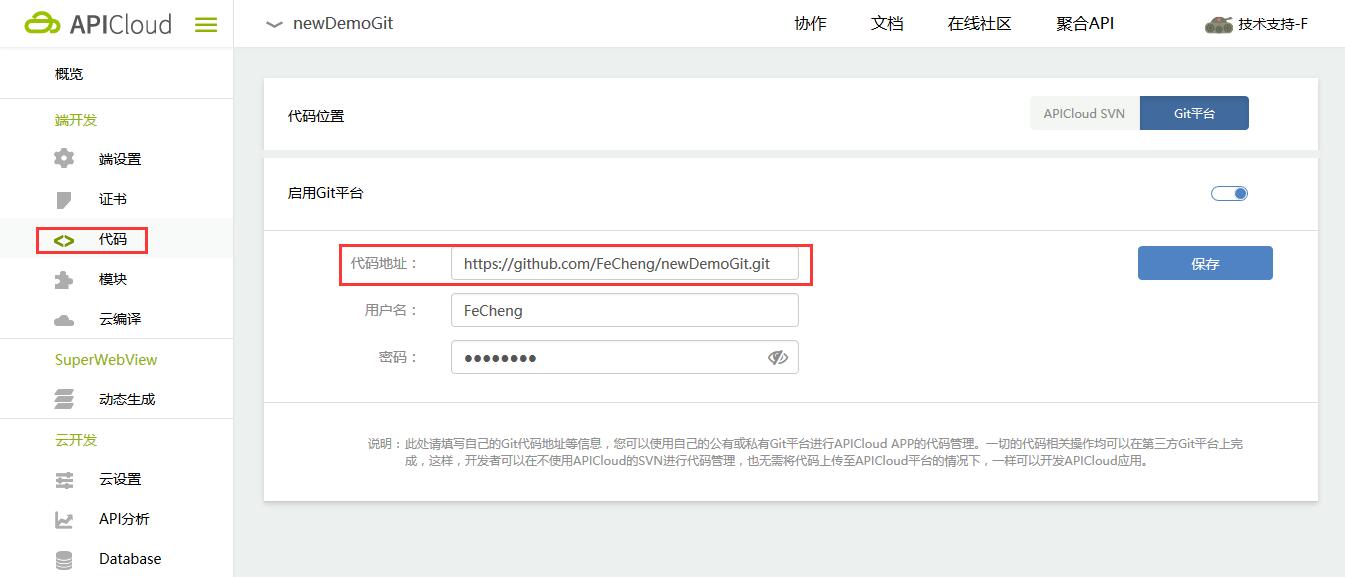 APICloud
newDemoGit
协作
文档
在线社区
聚合API
技术支持-F
概览
端开发
端设置
证书
代码
模块
云编译
SuperWebView
动态生成
云开发
云设置
API分析
Database
代码位置
APICloud SVN
Git平台
启用Git平台
代码地址：
https://github.com/FeCheng/newDemoGit.git
保存
用户名：
FeCheng
密码：
●●●●●●●●
说明：此处请填写自己的Git代码地址等信息，您可以使用自己的公有或私有Git平台进行APICloud APP的代码管理。一切的代码相关操作均可以在第三方Git平台上完
成，这样，开发者可以在不使用APICloud的SVN进行代码管理，也无需将代码上传至APICloud平台的情况下，一样可以开发APICloud应用。